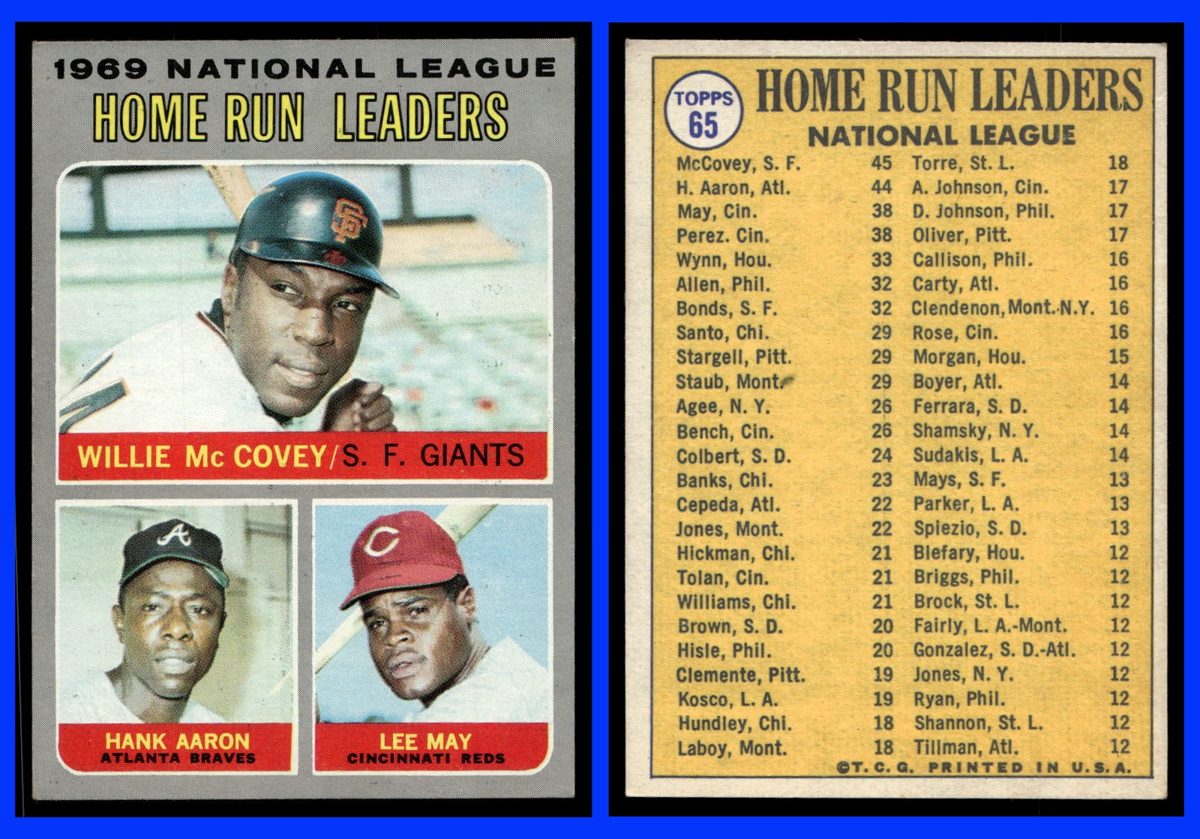 1969 NATIONAL LEAGUE
HOME RUN LEADERS
SF
WILLIE Mc COVEY/S. F. GIANTS
A
HANK AARON
ATLANTA BRAVES
C
LEE MAY
CINCINNATI REDS
TOPPS
65
HOME RUN LEADERS
NATIONAL LEAGUE
McCovey, S. F. 45 Torre, St. L. 18
H. Aaron, Atl. 44 A. Johnson, Cin. 17
May, Cin. 38 D. Johnson, Phil. 17
Perez. Cin. 38 Oliver, Pitt. 17
Wynn, Hou. 33 Callison, Phil. 16
Allen, Phil. 32 Carty, Atl. 16
Bonds, S. F. 32 Clendenon, Mont.-N.Y. 16
Santo, Chi. 29 Rose, Cin. 16
Stargell, Pitt. 29 Morgan, Hou. 15
Staub, Mont. 29 Boyer, Atl. 14
Agee, N. Y. 26 Ferrara, S. D. 14
Bench, Cin. 26 Shamsky, N. Y. 14
Colbert, S. D. 24 Sudakis, L. A. 14
Banks, Chi. 23 Mays, S. F. 13
Cepeda, Atl. 22 Parker, L. A. 13
Jones, Mont. 22 Spiezio, S. D. 13
Hickman, Chi. 21 Blefary, Hou. 12
Tolan, Cin. 21 Briggs, Phil. 12
Williams, Chi. 21 Brock, St. L. 12
Brown, S. D. 20 Fairly, L. A.-Mont. 12
Hisle, Phil. 20 Gonzalez, S. D.-Atl. 12
Clemente, Pitt. 19 Jones, N. Y. 12
Kosco, L. A. 19 Ryan, Phil. 12
Hundley, Chi. 18 Shannon, St. L. 12
Laboy, Mont. 18 Tillman, Atl. 12
©T. C. G. PRINTED IN U.S.A.